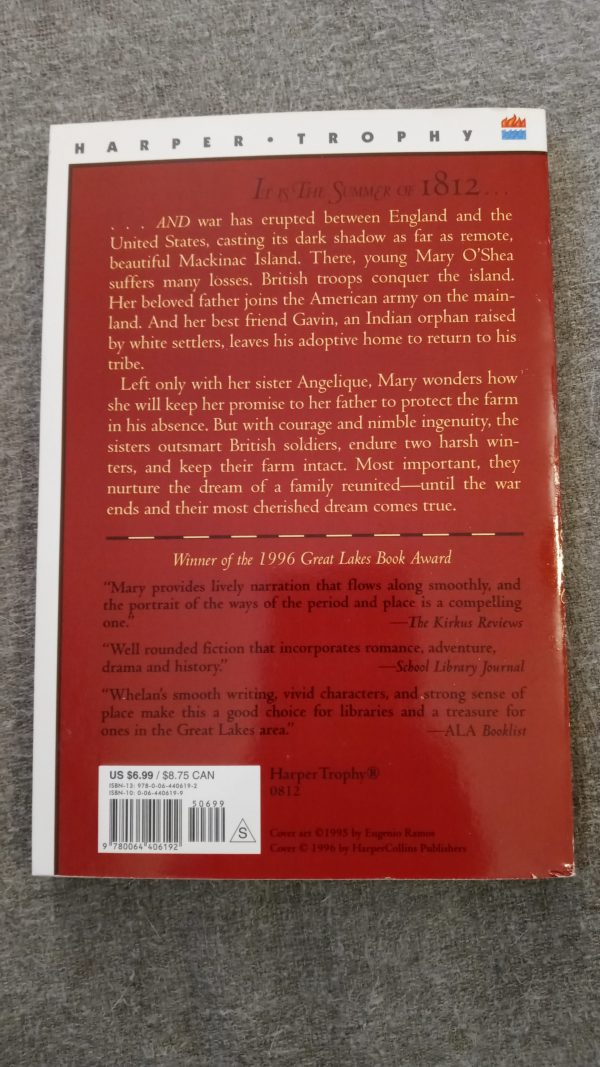 HARPER • TROPHY
IT IS THE SUMMER OF 1812 . . .
. . . AND war has erupted between England and the
United States, casting its dark shadow as far as remote,
beautiful Mackinac Island. There, young Mary O'Shea
suffers many losses. British troops conquer the island.
Her beloved father joins the American army on the main-
land. And her best friend Gavin, an Indian orphan raised
by white settlers, leaves his adoptive home to return to his
tribe.
Left only with her sister Angelique, Mary wonders how
she will keep her promise to her father to protect the farm
in his absence. But with courage and nimble ingenuity, the
sisters outsmart British soldiers, endure two harsh win-
ters, and keep their farm intact. Most important, they
nurture the dream of a family reunited—until the war
ends and their most cherished dream comes true.
Winner of the 1996 Great Lakes Book Award
"Mary provides lively narration that flows along smoothly, and
the portrait of the ways of the period and place is a compelling
one." —The Kirkus Reviews
"Well rounded fiction that incorporates romance, adventure,
drama and history." —School Library Journal
"Whelan's smooth writing, vivid characters, and strong sense of
place make this a good choice for libraries and a treasure for
ones in the Great Lakes area." —ALA Booklist
US $6.99 / $8.75 CAN
ISBN-13: 978-0-06-440619-2
ISBN-10: 0-06-440619-9
50699
S
9 780064 406192
HarperTrophy®
0812
Cover art ©1995 by Eugenio Ramos
Cover © 1996 by HarperCollins Publishers